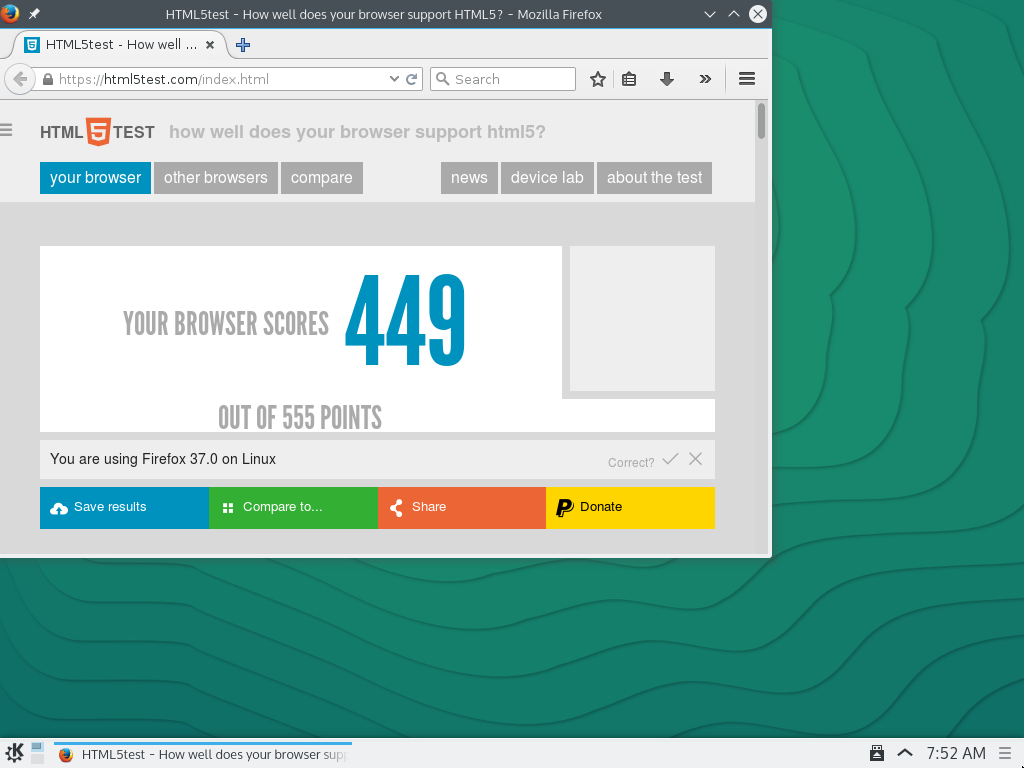 HTML5test - How well does your browser support HTML5? - Mozilla Firefox
HTML5test - How well ...
https://html5test.com/index.html
Search
HTML 5 TEST how well does your browser support html5?
your browser other browsers compare news device lab about the test
YOUR BROWSER SCORES 449
OUT OF 555 POINTS
You are using Firefox 37.0 on Linux Correct?
Save results Compare to... Share Donate
HTML5test - How well does your browser supp
7:52 AM